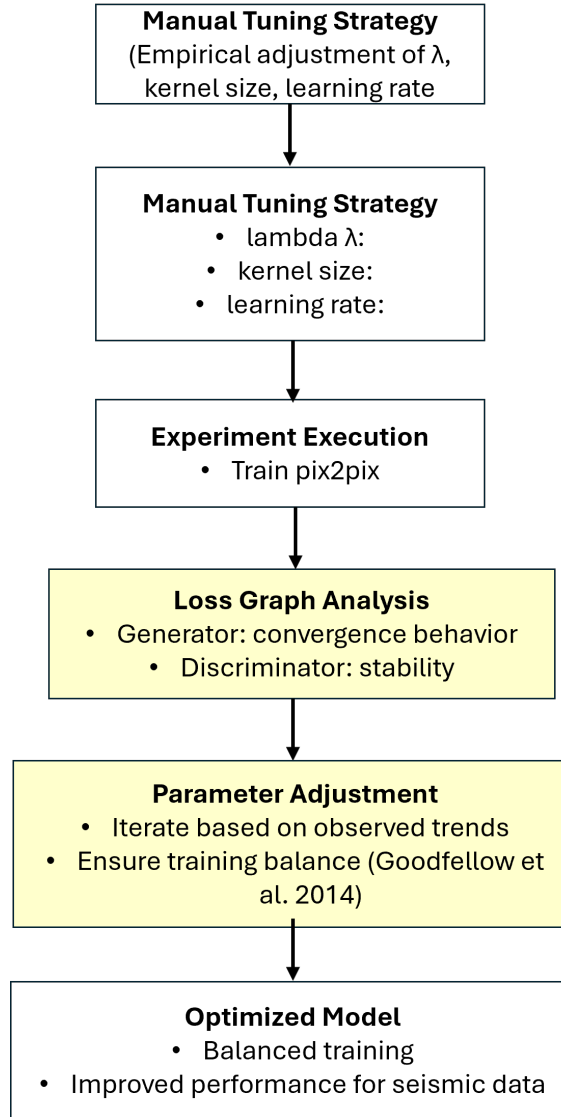 Manual Tuning Strategy
(Empirical adjustment of λ,
kernel size, learning rate
Manual Tuning Strategy
• lambda λ:
• kernel size:
• learning rate:
Experiment Execution
• Train pix2pix
Loss Graph Analysis
• Generator: convergence behavior
• Discriminator: stability
Parameter Adjustment
• Iterate based on observed trends
• Ensure training balance (Goodfellow et
al. 2014)
Optimized Model
• Balanced training
• Improved performance for seismic data